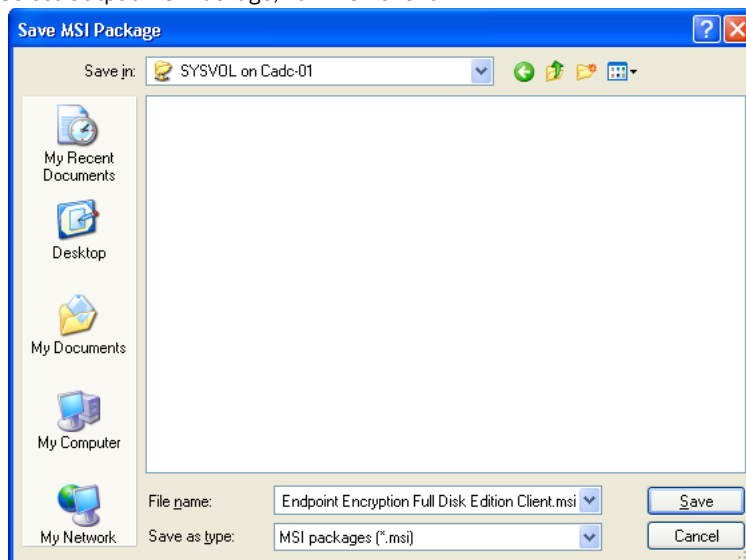 Save MSI Package
Save in:
SYSVOL on Cadc-01
My Recent
Documents
Desktop
My Documents
My Computer
My Network
File name:
Endpoint Encryption Full Disk Edition Client.msi
Save
Save as type:
MSI packages (*.msi)
Cancel